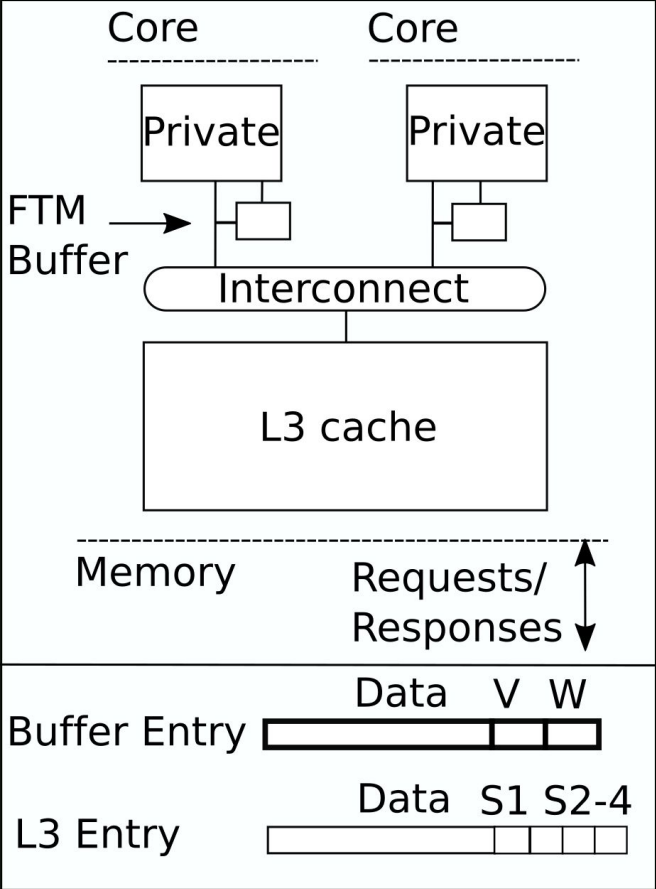 Core Core
Private Private
FTM
Buffer
Interconnect
L3 cache
Memory
Requests/
Responses
Data V W
Buffer Entry
Data S1 S2-4
L3 Entry